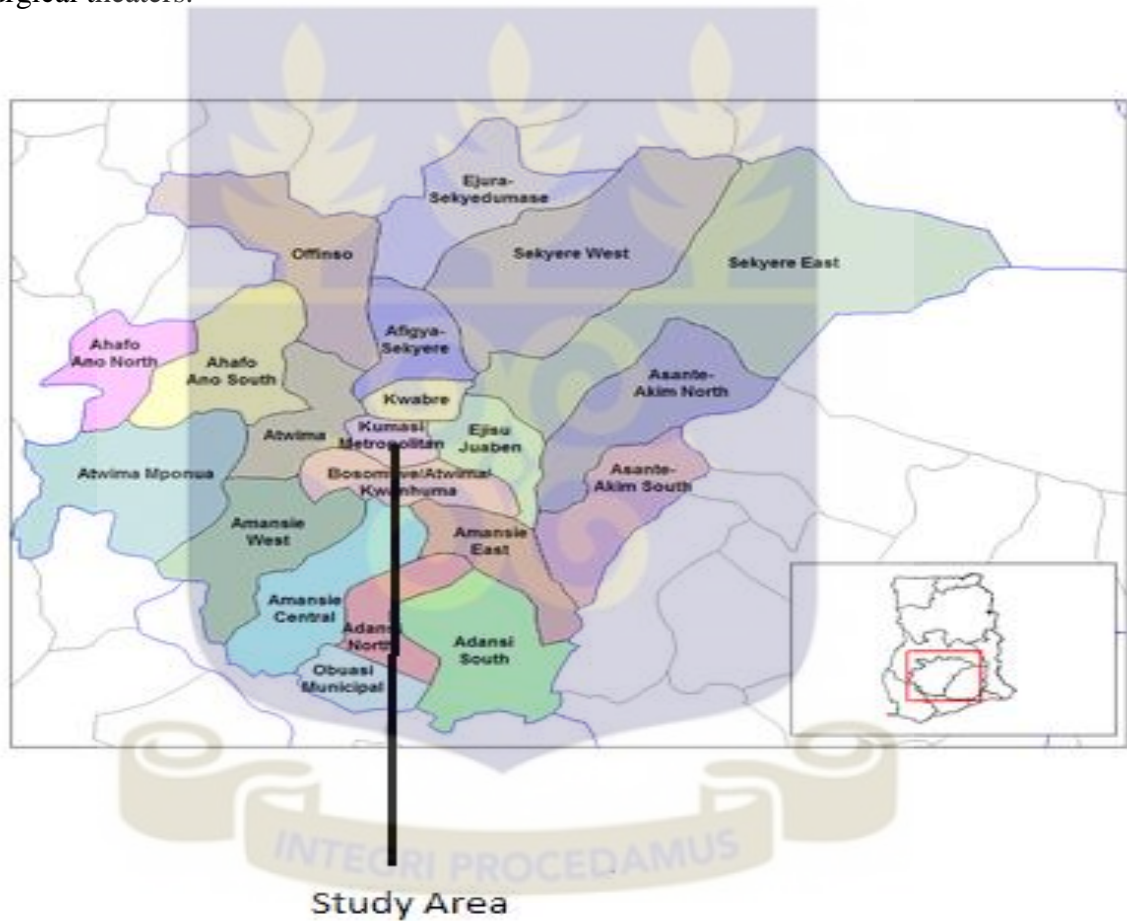 theaters.
Ejura-
Sekyedumase
Offinso
Sekyere West
Sekyere East
Afigya-
Sekyere
Ahafo
Ano North
Ahafo
Ano South
Asante-
Akim North
Kwabre
Kumasi
Metropolitan
Ejisu
Juaben
Atwima
Asante-
Akim South
Atwima Mponua
Amansie
West
Amansie
East
Amansie
Central
Adansi
North
Adansi
South
Obuasi
Municipal
INTEGRI PROCEDAMUS
Study Area